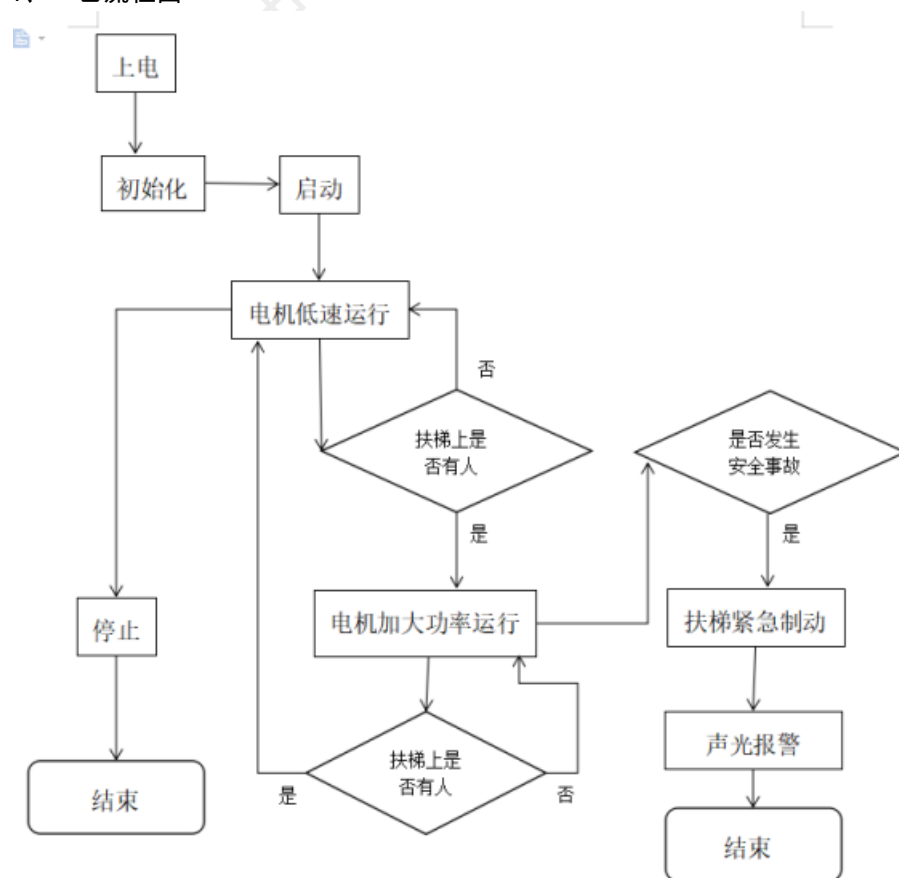 上电
初始化
启动
电机低速运行
否
扶梯上是
否有人
是否发生
安全事故
是
是
停止
电机加大功率运行
扶梯紧急制动
扶梯上是
否有人
声光报警
结束
是
否
结束